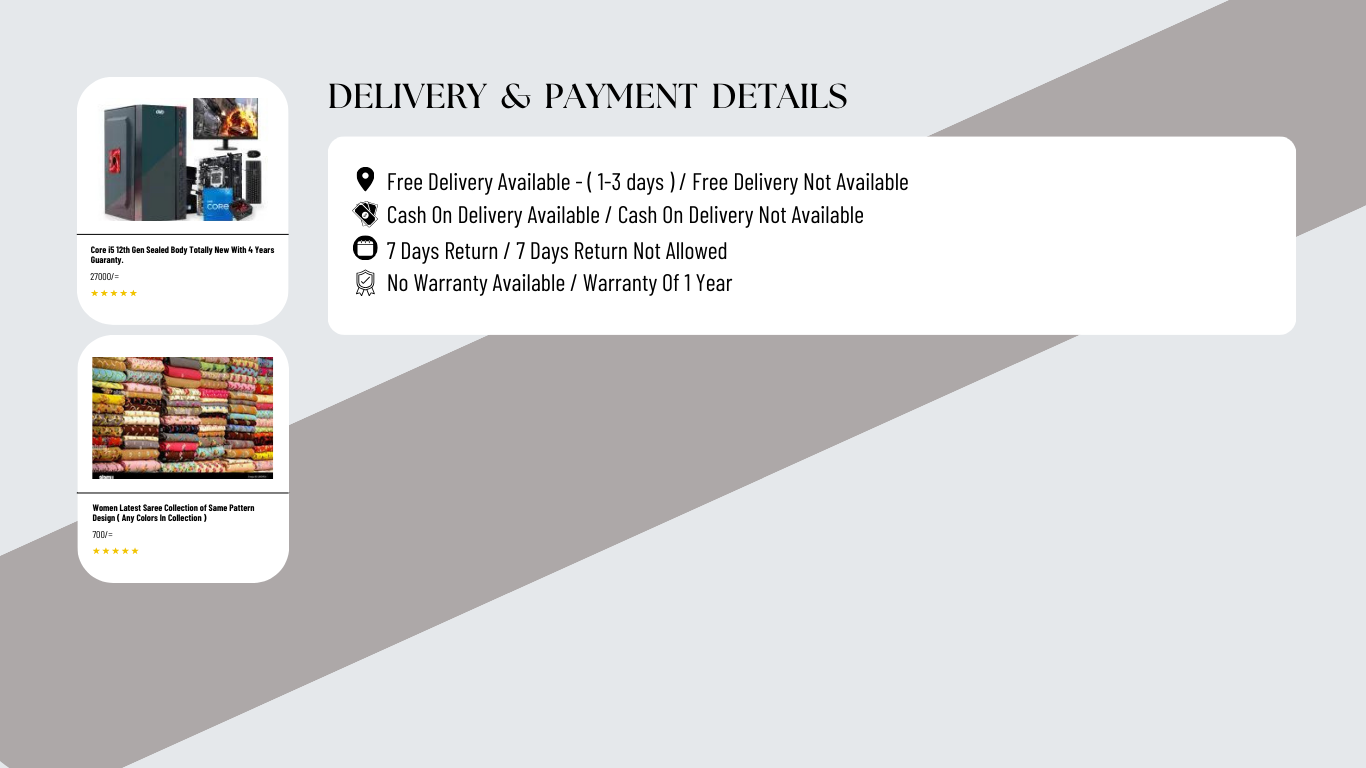 DELIVERY & PAYMENT DETAILS
Free Delivery Available - ( 1-3 days ) / Free Delivery Not Available
Cash On Delivery Available / Cash On Delivery Not Available
7 Days Return / 7 Days Return Not Allowed
No Warranty Available / Warranty Of 1 Year
CORE
Core i5 12th Gen Sealed Body Totally New With 4 Years
Guaranty.
27000/=
Women Latest Saree Collection of Same Pattern
Design ( Any Colors In Collection )
700/=